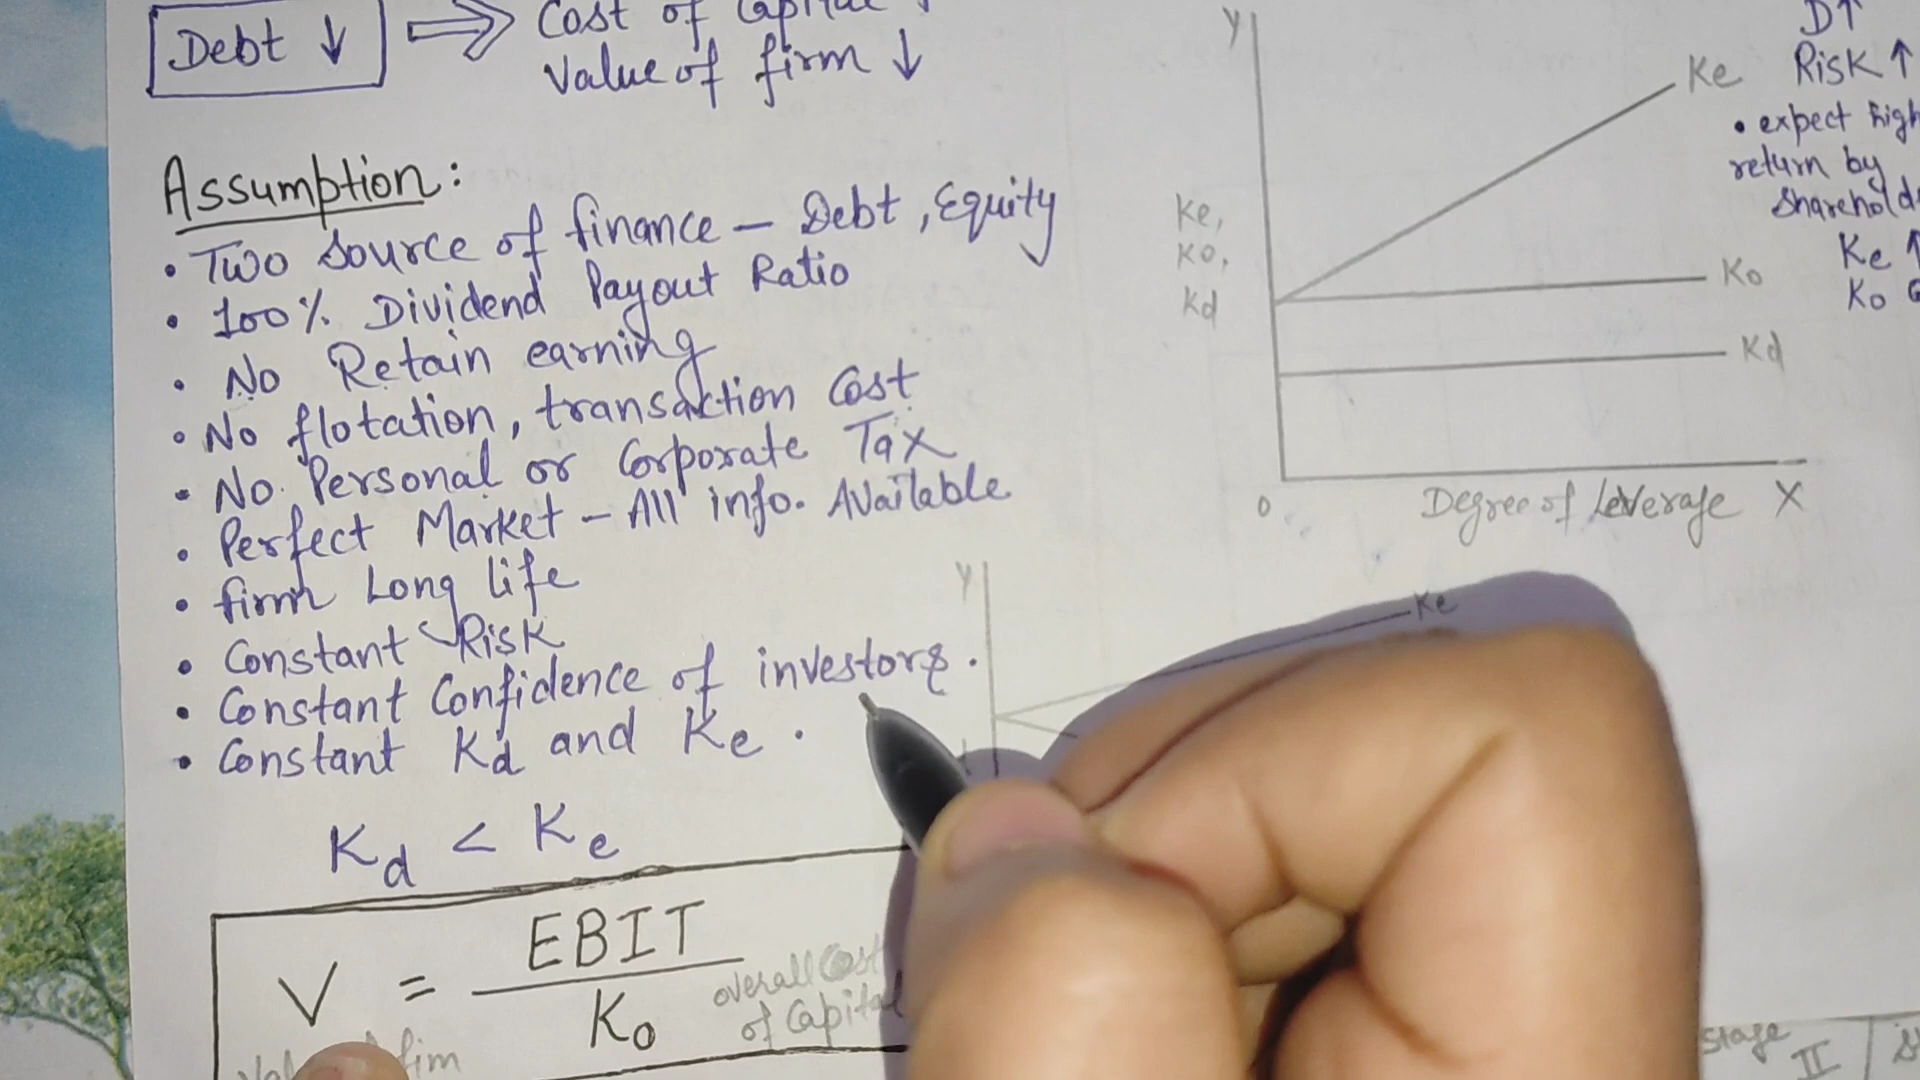 Debt ↓ ⇒ Cost of Capital
Value of firm ↓
Assumption:
• Two source of finance – Debt, Equity
• 100% Dividend Payout Ratio
• No Retain earning
• No flotation, transaction Cost
• No Personal or Corporate Tax
• Perfect Market – All info. Available
• firm Long life
• Constant Risk
• Constant Confidence of investors.
• Constant Kd and Ke.
Kd < Ke
V = EBIT
Ko
overall Cost
of Capital
Y
Ke,
Ko,
Kd
Ke
Ko
Kd
0
Degree of Leverage X
D↑
Risk ↑
• expect high
return by
Ke ↑
Ko
Y
Ke
Stage
II